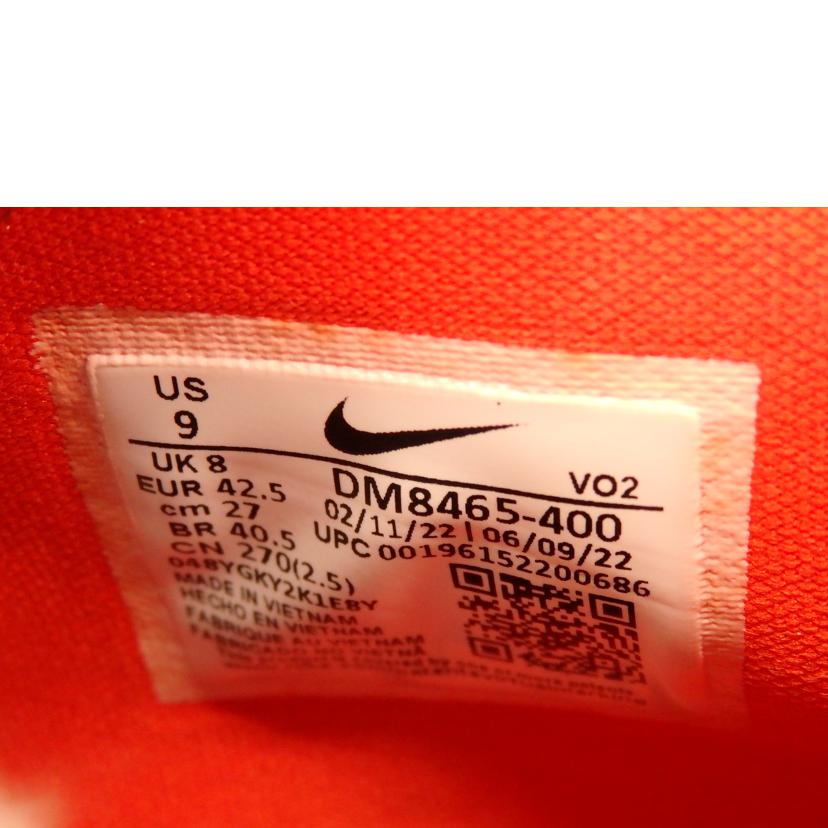 US
9
UK 8
EUR 42.5
cm 27
BR 40.5
CN 270(2.5)
048YGKY2K1E8Y
MADE IN VIETNAM
HECHO EN VIETNAM
FABRIQUE AU VIETNAM
VO2
DM8465-400
02/11/22 | 06/09/22
UPC 00196152200686